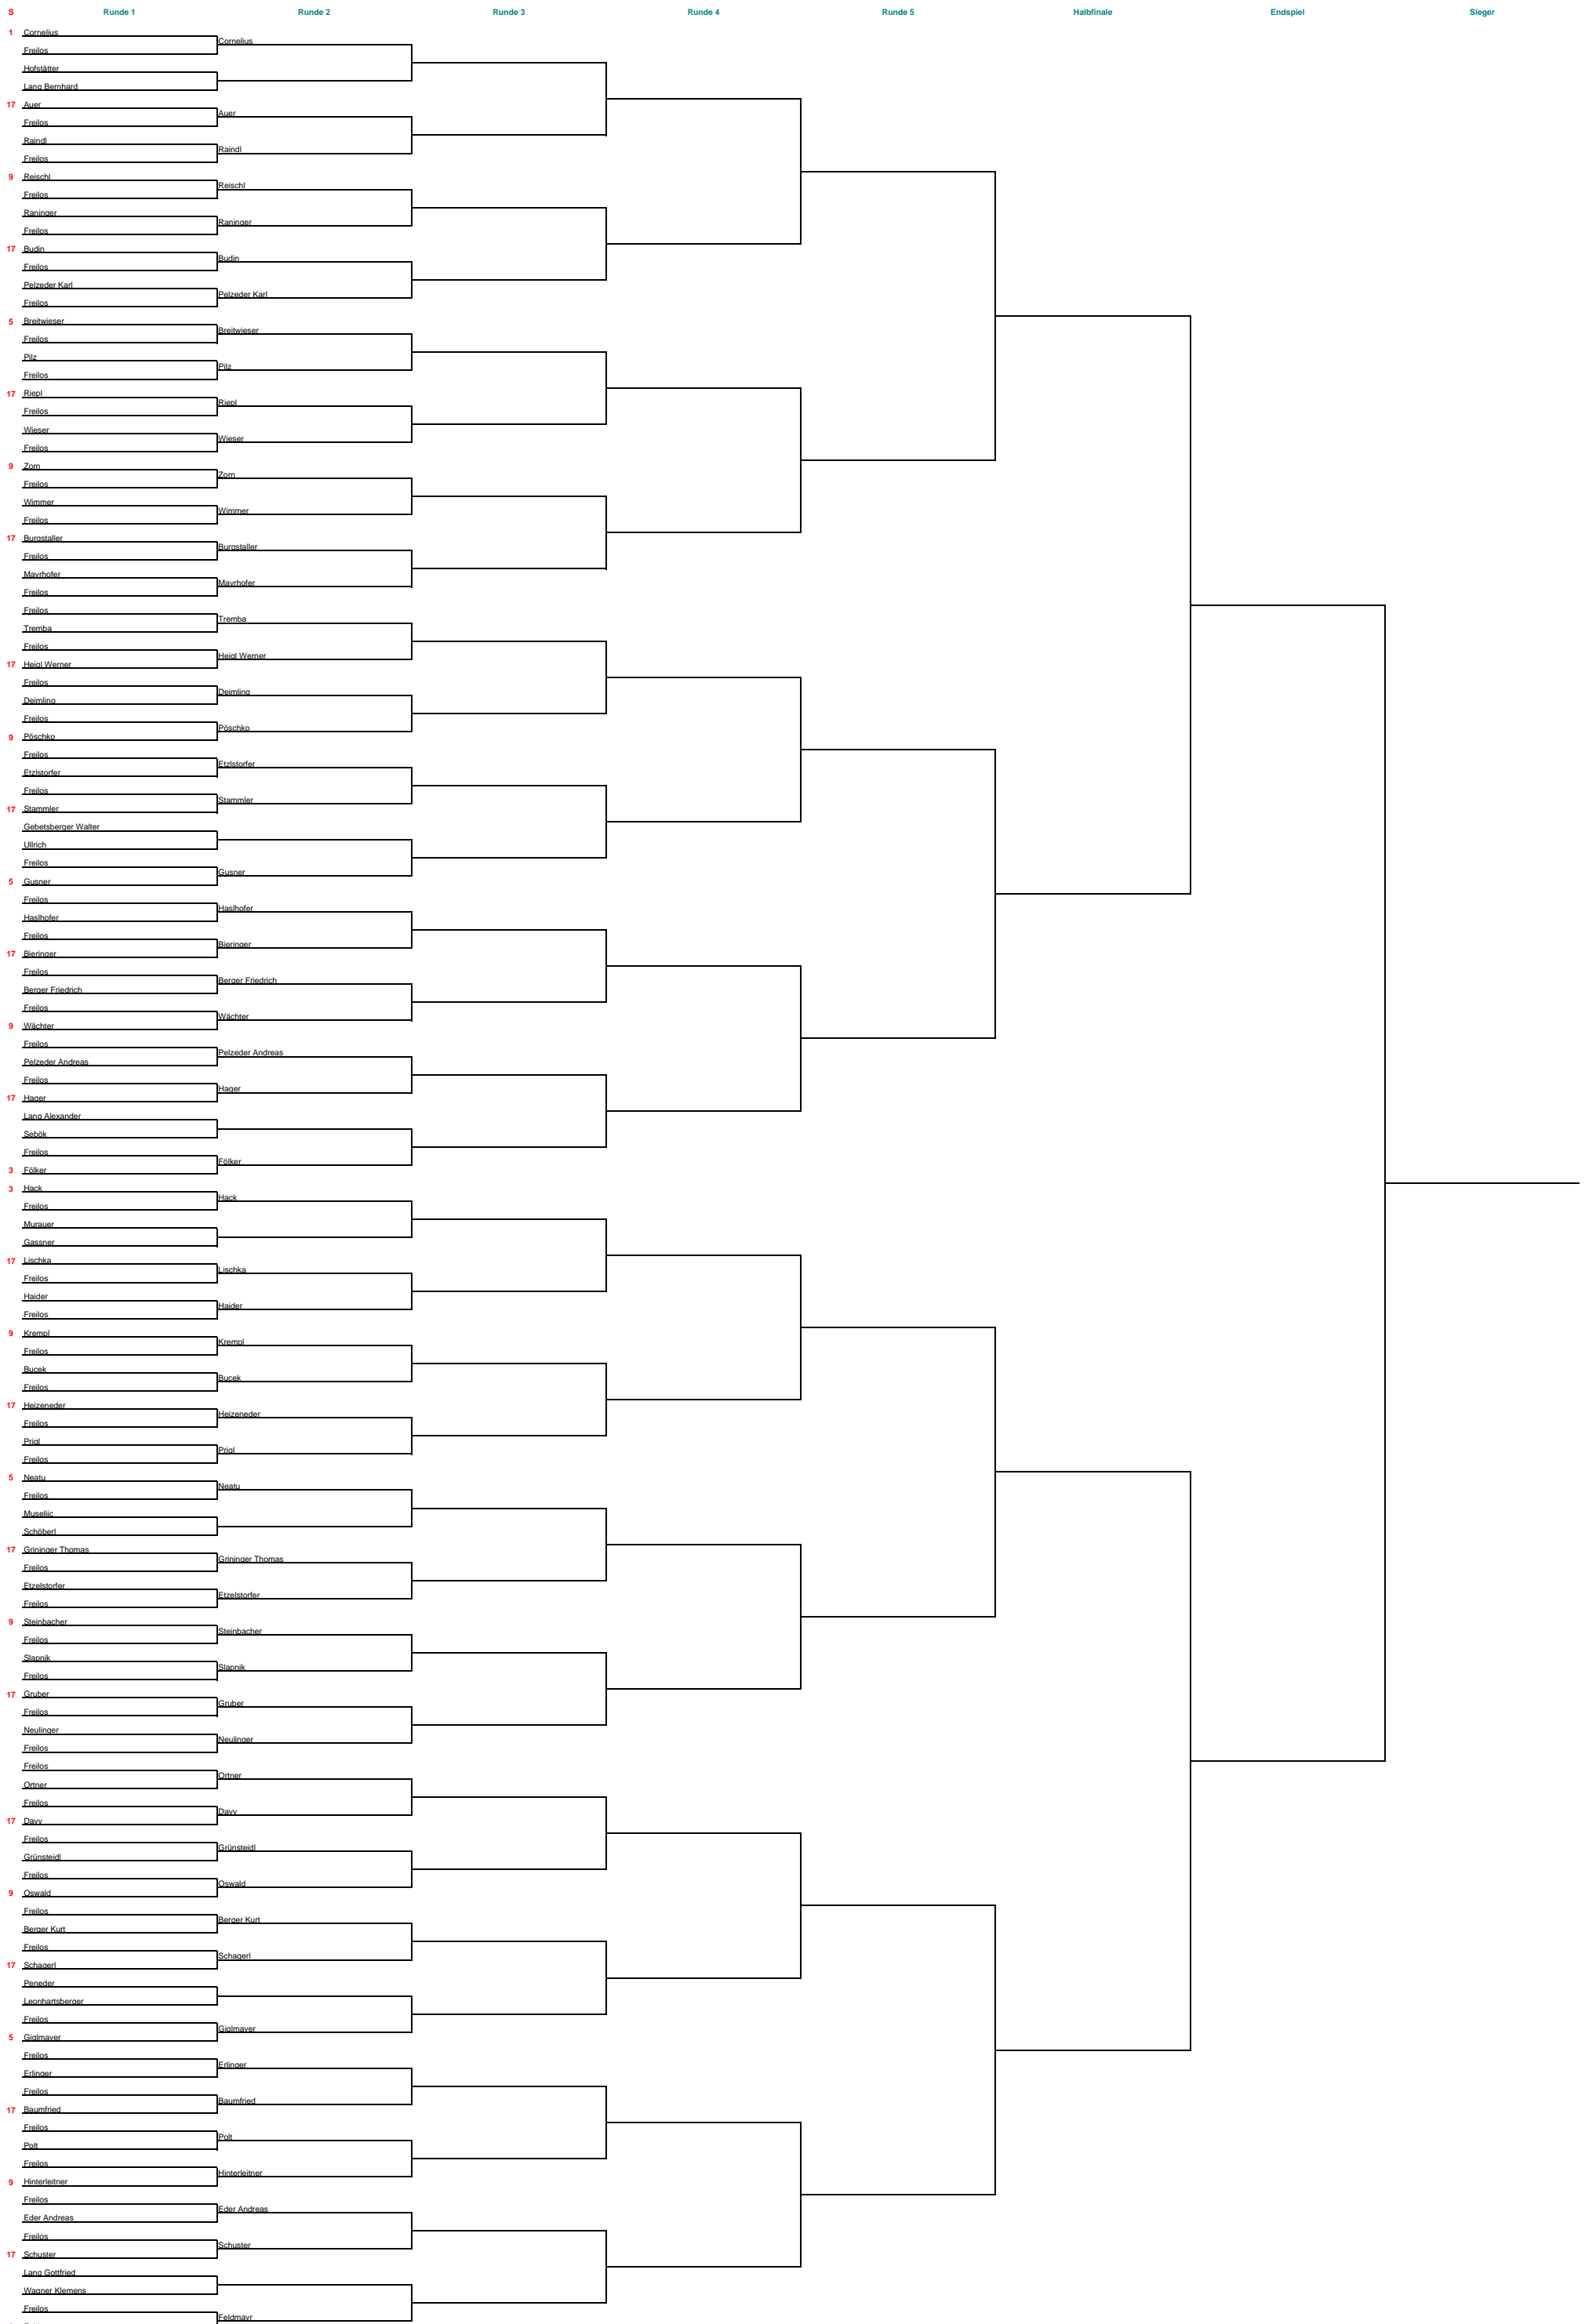 S Runde 1 Runde 2 Runde 3 Runde 4 Runde 5 Halbfinale Endspiel Sieger
1 Cornelius
Cornelius
Freilos
Hofstätter
Lang Bernhard
17 Auer
Auer
Freilos
Raindl
Raindl
Freilos
9 Reischl
Reischl
Freilos
Raninger
Raninger
Freilos
17 Budin
Budin
Freilos
Pelzeder Karl
Pelzeder Karl
Freilos
5 Breitwieser
Breitwieser
Freilos
Pilz
Pilz
Freilos
17 Riepl
Riepl
Freilos
Wieser
Wieser
Freilos
9 Zorn
Zorn
Freilos
Wimmer
Wimmer
Freilos
17 Burgstaller
Burgstaller
Freilos
Mayrhofer
Mayrhofer
Freilos
Freilos
Tremba
Tremba
Freilos
Heigl Werner
17 Heigl Werner
Freilos
Deimling
Deimling
Freilos
Pöschko
9 Pöschko
Freilos
Etzlstorfer
Etzlstorfer
Freilos
Stammler
17 Stammler
Gebetsberger Walter
Ullrich
Freilos
Gusner
5 Gusner
Freilos
Haslhofer
Haslhofer
Freilos
Bieringer
17 Bieringer
Freilos
Berger Friedrich
Berger Friedrich
Freilos
Wächter
9 Wächter
Freilos
Pelzeder Andreas
Pelzeder Andreas
Freilos
Hager
17 Hager
Lang Alexander
Sebök
Freilos
Fölker
3 Fölker
3 Hack
Hack
Freilos
Murauer
Gassner
17 Lischka
Lischka
Freilos
Haider
Haider
Freilos
9 Krempl
Krempl
Freilos
Bucek
Bucek
Freilos
17 Heizeneder
Heizeneder
Freilos
Prigl
Prigl
Freilos
5 Neatu
Neatu
Freilos
Museljic
Schöberl
17 Grininger Thomas
Grininger Thomas
Freilos
Etzelstorfer
Etzelstorfer
Freilos
9 Steinbacher
Steinbacher
Freilos
Slapnik
Slapnik
Freilos
17 Gruber
Gruber
Freilos
Neulinger
Neulinger
Freilos
Freilos
Ortner
Ortner
Freilos
Davy
17 Davy
Freilos
Grünsteidl
Grünsteidl
Freilos
Oswald
9 Oswald
Freilos
Berger Kurt
Berger Kurt
Freilos
Schagerl
17 Schagerl
Peneder
Leonhartsberger
Freilos
Giglmayer
5 Giglmayer
Freilos
Erlinger
Erlinger
Freilos
Baumfried
17 Baumfried
Freilos
Polt
Polt
Freilos
Hinterleitner
9 Hinterleitner
Freilos
Eder Andreas
Eder Andreas
Freilos
Schuster
17 Schuster
Lang Gottfried
Wagner Klemens
Freilos
Feldmayr